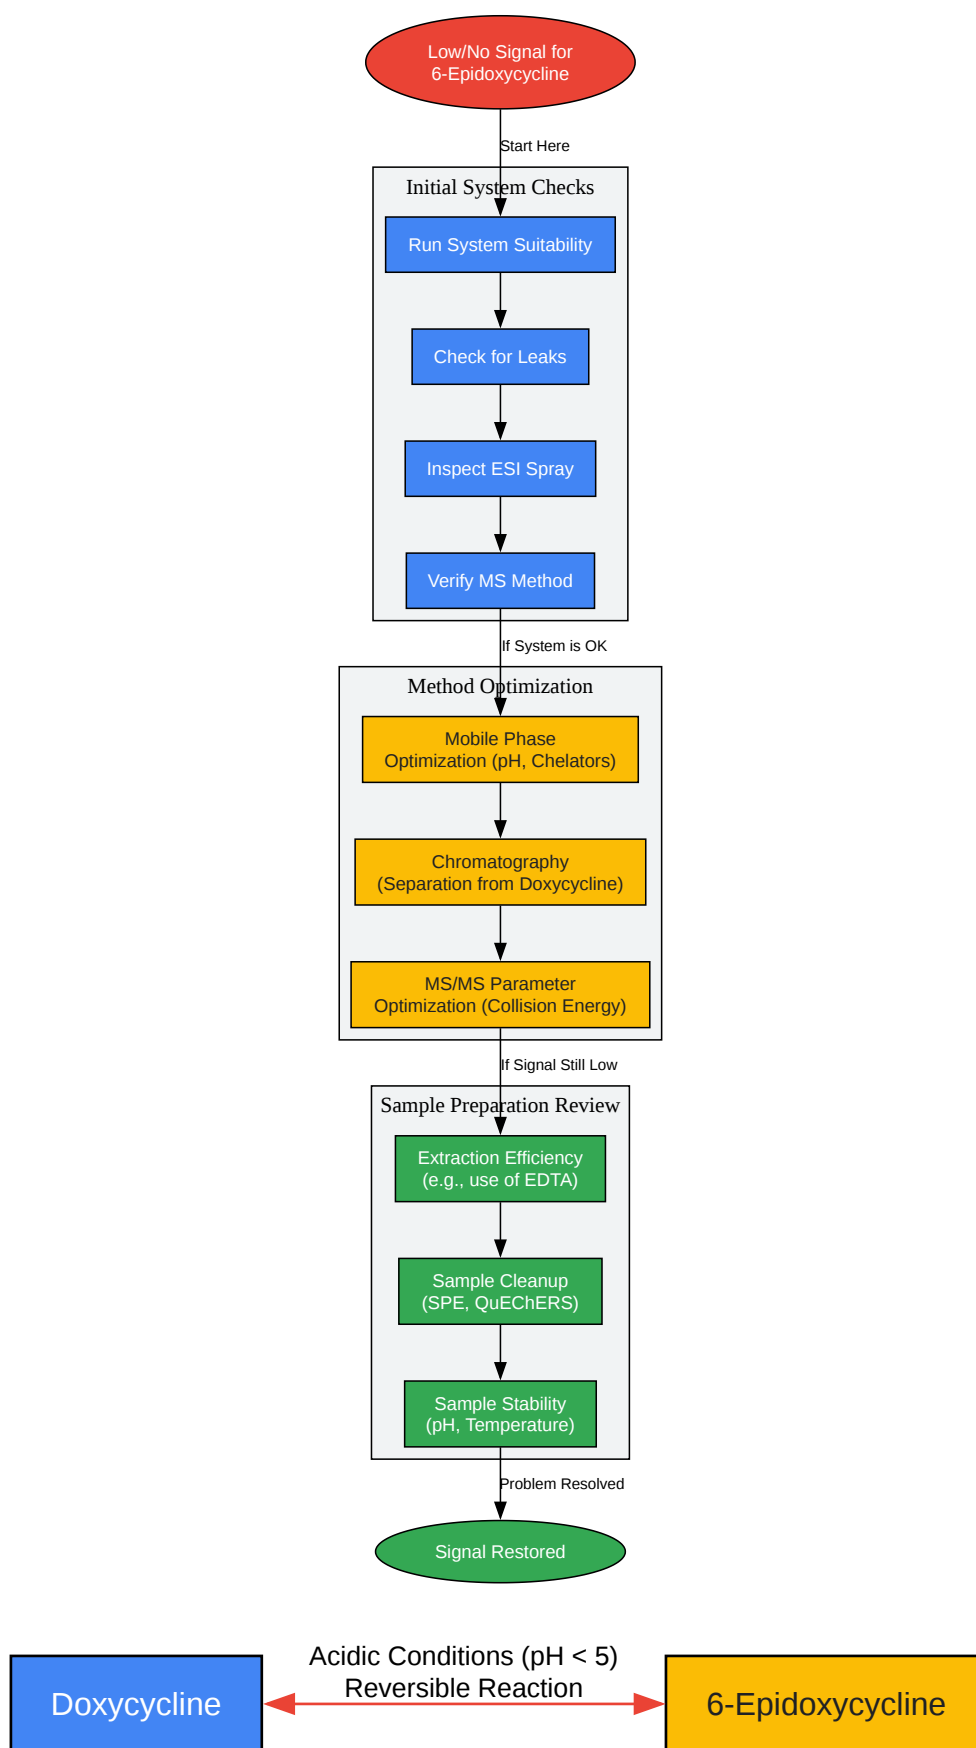 Low/No Signal for
6-Epidoxycycline
Start Here
Initial System Checks
Run System Suitability
Check for Leaks
Inspect ESI Spray
Verify MS Method
If System is OK
Method Optimization
Mobile Phase
Optimization (pH, Chelators)
Chromatography
(Separation from Doxycycline)
MS/MS Parameter
Optimization (Collision Energy)
If Signal Still Low
Sample Preparation Review
Extraction Efficiency
(e.g., use of EDTA)
Sample Cleanup
(SPE, QuEChERS)
Sample Stability
(pH, Temperature)
Problem Resolved
Signal Restored
Acidic Conditions (pH < 5)
Reversible Reaction
Doxycycline
6-Epidoxycycline